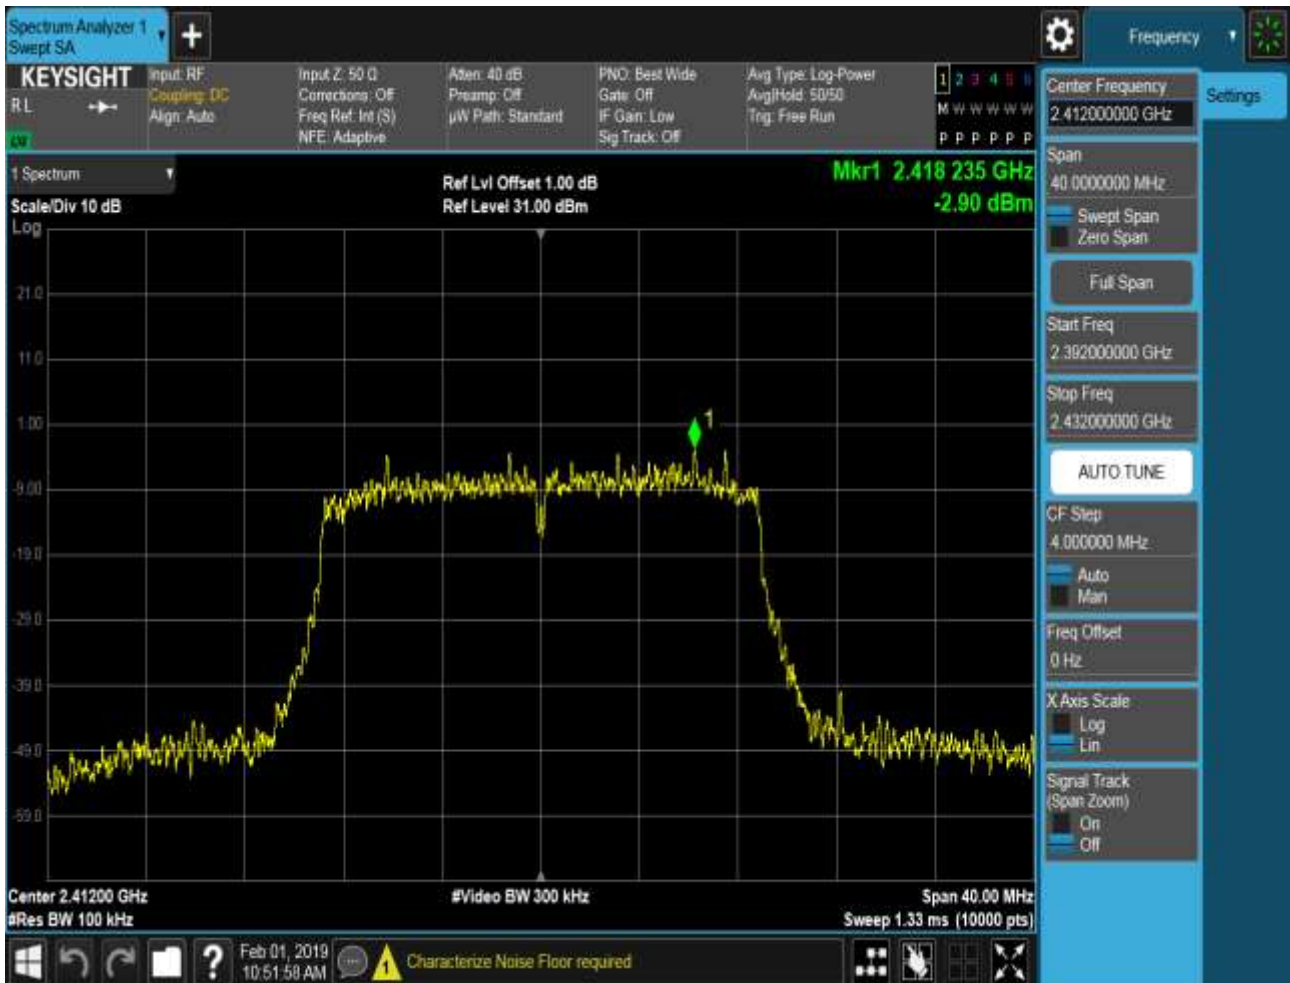 Spectrum Analyzer 1
Swept SA
+
Frequency
KEYSIGHT
R L
Input: RF
Coupling: DC
Align: Auto
Input Z: 50 Ω
Corrections: Off
Freq Ref: Int (S)
NFE: Adaptive
Atten: 40 dB
Preamp: Off
µW Path: Standard
PNO: Best Wide
Gate: Off
IF Gain: Low
Sig Track: Off
Avg Type: Log-Power
Avg|Hold: 50/50
Trig: Free Run
1 2 3 4 5 6
M W W W W W
P P P P P P
1 Spectrum
Scale/Div 10 dB
Log
Ref Lvl Offset 1.00 dB
Ref Level 31.00 dBm
Mkr1 2.418 235 GHz
-2.90 dBm
21.0
11.0
1.00
-9.00
-19.0
-29.0
-39.0
-49.0
-59.0
1
Center 2.41200 GHz
#Res BW 100 kHz
#Video BW 300 kHz
Span 40.00 MHz
Sweep 1.33 ms (10000 pts)
Center Frequency
2.412000000 GHz
Settings
Span
40.0000000 MHz
Swept Span
Zero Span
Full Span
Start Freq
2.392000000 GHz
Stop Freq
2.432000000 GHz
AUTO TUNE
CF Step
4.000000 MHz
Auto
Man
Freq Offset
0 Hz
X Axis Scale
Log
Lin
Signal Track
(Span Zoom)
On
Off
?
Feb 01, 2019
10:51:58 AM
1
Characterize Noise Floor required